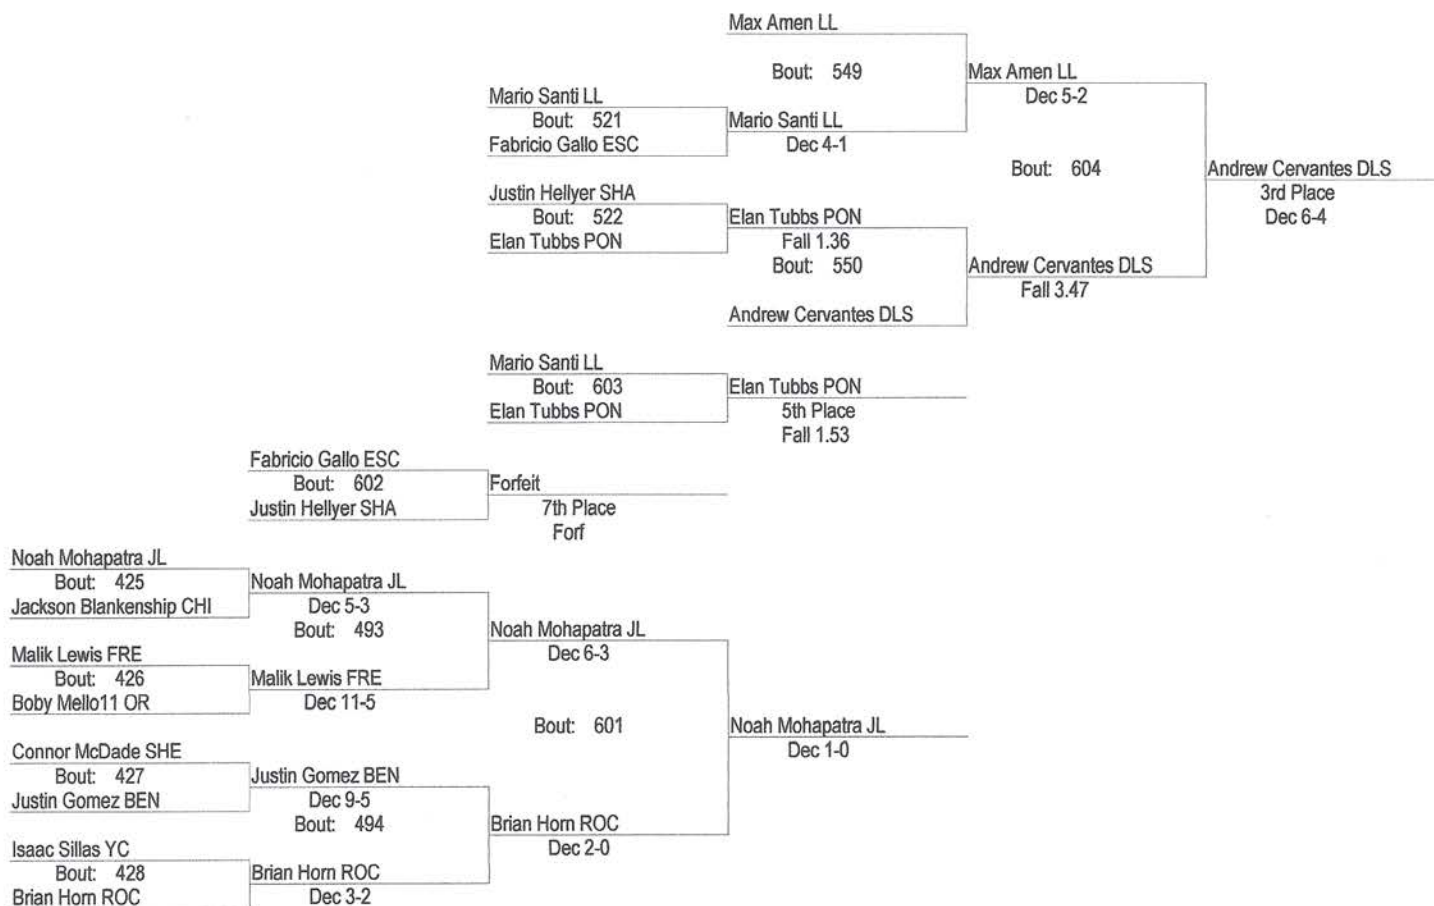 Max Amen LL
Bout: 549
Max Amen LL
Dec 5-2
Mario Santi LL
Bout: 521
Fabricio Gallo ESC
Mario Santi LL
Dec 4-1
Bout: 604
Andrew Cervantes DLS
3rd Place
Dec 6-4
Justin Hellyer SHA
Bout: 522
Elan Tubbs PON
Elan Tubbs PON
Fall 1.36
Bout: 550
Andrew Cervantes DLS
Fall 3.47
Andrew Cervantes DLS
Mario Santi LL
Bout: 603
Elan Tubbs PON
Elan Tubbs PON
5th Place
Fall 1.53
Fabricio Gallo ESC
Bout: 602
Justin Hellyer SHA
Forfeit
7th Place
Forf
Noah Mohapatra JL
Bout: 425
Jackson Blankenship CHI
Noah Mohapatra JL
Dec 5-3
Bout: 493
Noah Mohapatra JL
Dec 6-3
Malik Lewis FRE
Bout: 426
Boby Mello11 OR
Malik Lewis FRE
Dec 11-5
Bout: 601
Noah Mohapatra JL
Dec 1-0
Connor McDade SHE
Bout: 427
Justin Gomez BEN
Justin Gomez BEN
Dec 9-5
Bout: 494
Brian Horn ROC
Dec 2-0
Isaac Sillas YC
Bout: 428
Brian Horn ROC
Brian Horn ROC
Dec 3-2